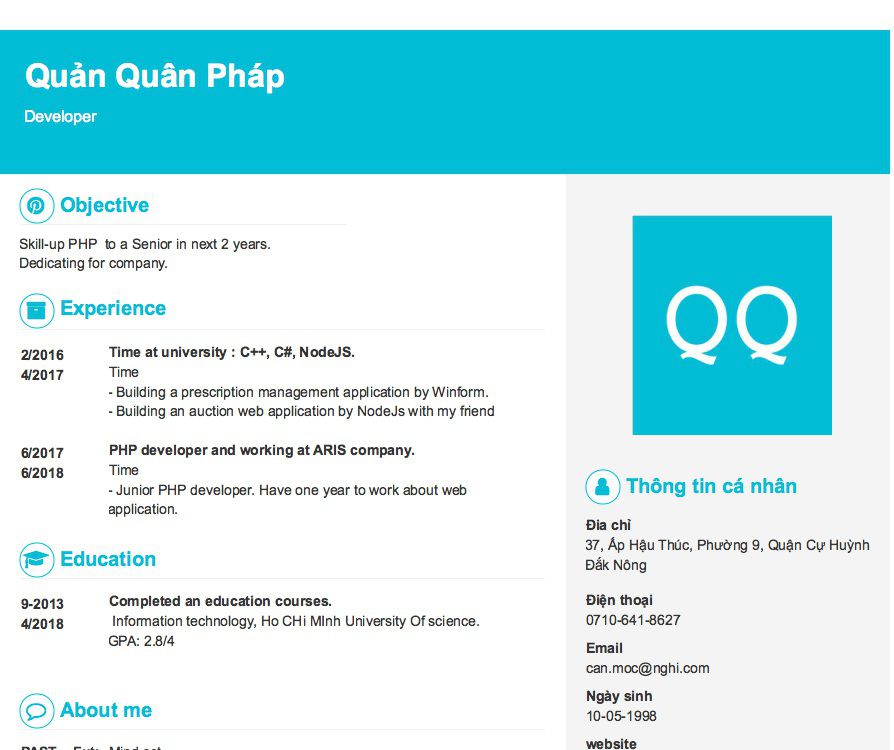 Quản Quân Pháp
Developer
Objective
Skill-up PHP to a Senior in next 2 years.
Dedicating for company.
Experience
2/2016
4/2017
Time at university : C++, C#, NodeJS.
Time
- Building a prescription management application by Winform.
- Building an auction web application by NodeJs with my friend
6/2017
6/2018
PHP developer and working at ARIS company.
Time
- Junior PHP developer. Have one year to work about web
application.
Education
9-2013
4/2018
Completed an education courses.
Information technology, Ho CHi MInh University Of science.
GPA: 2.8/4
About me
QQ
Thông tin cá nhân
Đia chỉ
37, Ấp Hậu Thúc, Phường 9, Quận Cự Huỳnh
Đắk Nông
Điện thoại
0710-641-8627
Email
can.moc@nghi.com
Ngày sinh
10-05-1998
website